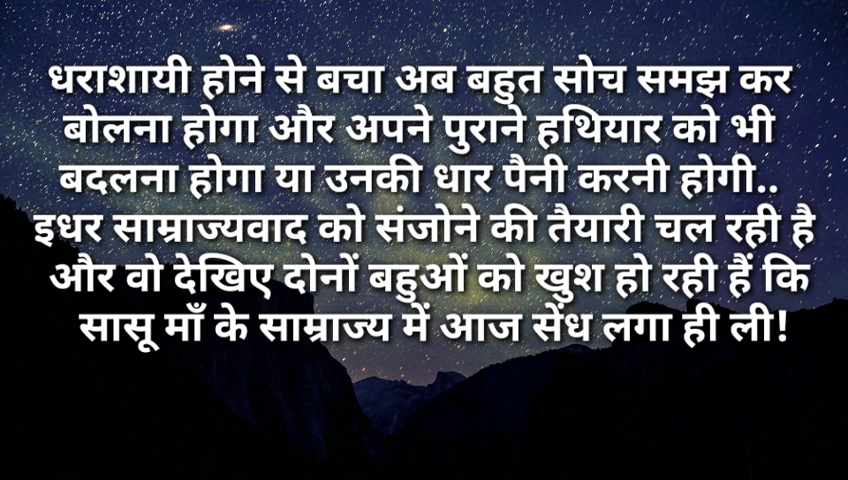 धराशायी होने से बचा अब बहुत सोच समझ कर
बोलना होगा और अपने पुराने हथियार को भी
बदलना होगा या उनकी धार पैनी करनी होगी..
इधर साम्राज्यवाद को संजोने की तैयारी चल रही है
और वो देखिए दोनों बहुओं को खुश हो रही हैं कि
सासू माँ के साम्राज्य में आज सेंध लगा ही ली!